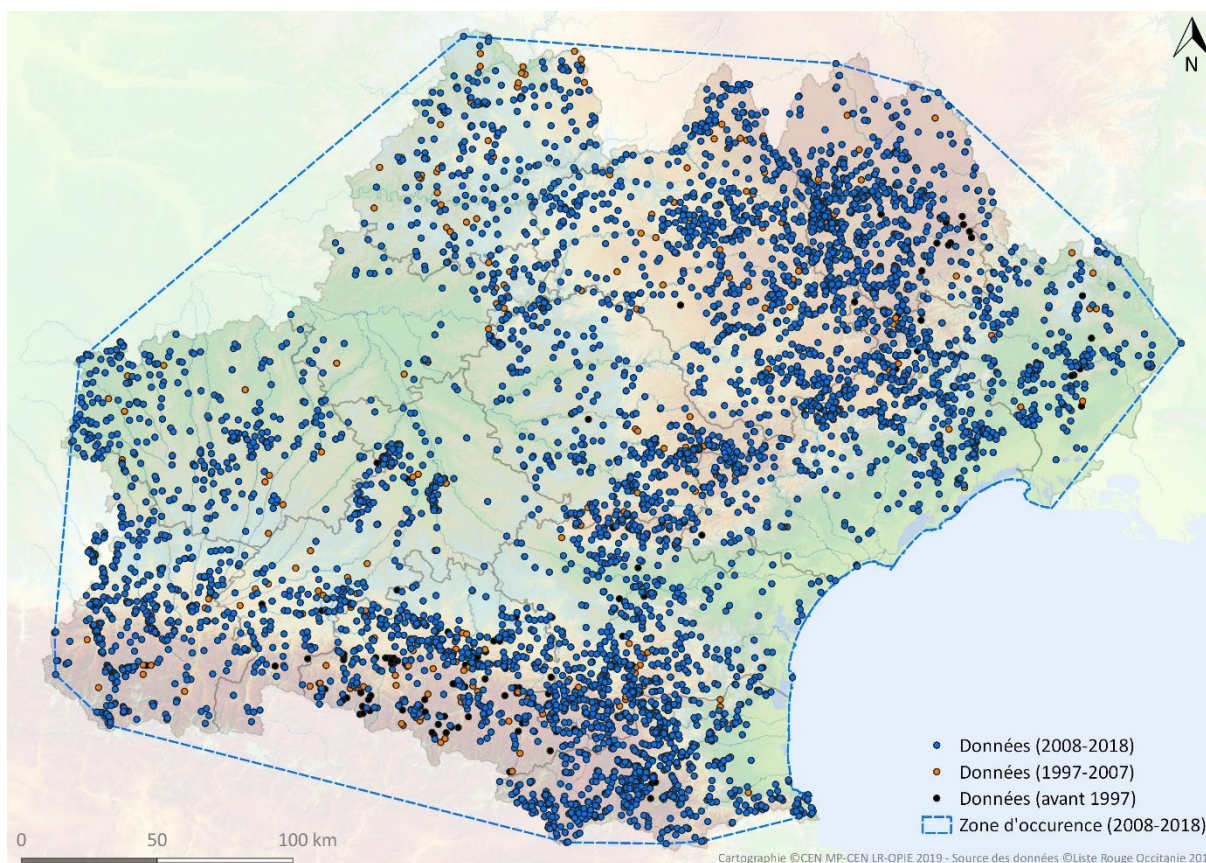 N
Données (2008-2018)
Données (1997-2007)
Données (avant 1997)
Zone d'occurence (2008-2018)
0 50 100 km
Cartographie ©CEN MP-CEN LR-OPIE 2019 - Source des données ©Liste Rouge Occitanie 201